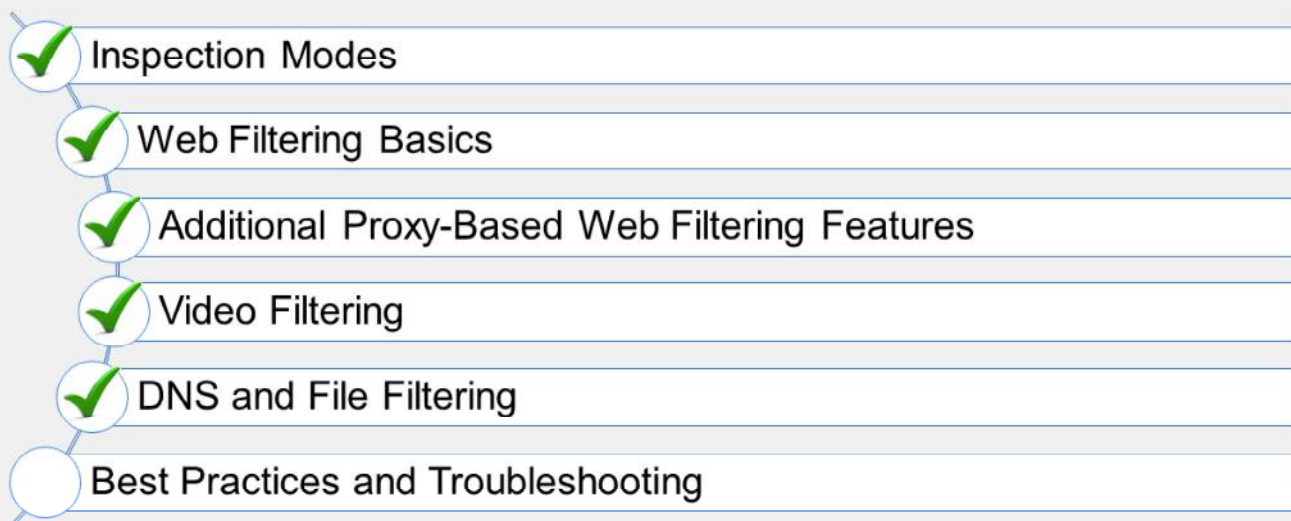 Inspection Modes
Web Filtering Basics
Additional Proxy-Based Web Filtering Features
Video Filtering
DNS and File Filtering
Best Practices and Troubleshooting